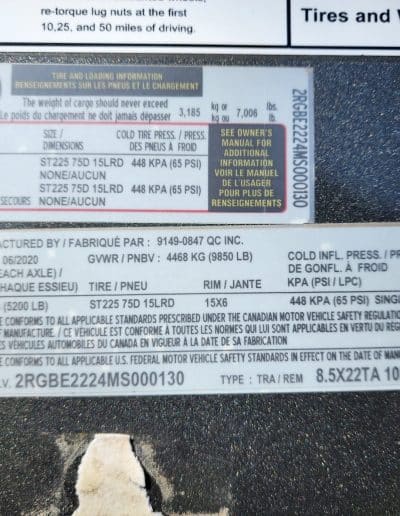 re-torque lug nuts at the first
10,25, and 50 miles of driving.
Tires and
TIRE AND LOADING INFORMATION
RENSEIGNEMENTS SUR LES PNEUS ET LE CHARGEMENT
The weight of cargo should never exceed
Le poids du chargement ne doit jamais dépasser 3,185 kg or kg ou 7,006 lbs. lb.
2RGBE2224MS000130
SIZE / DIMENSIONS COLD TIRE PRESS. / PRESS. DES PNEUS À FROID
ST225 75D 15LRD 448 KPA (65 PSI)
NONE/AUCUN
ST225 75D 15LRD 448 KPA (65 PSI)
SECOURS NONE/AUCUN
SEE OWNER'S
MANUAL FOR
ADDITIONAL
INFORMATION
VOIR LE MANUEL
DE L'USAGER
POUR PLUS DE
RENSEIGNEMENTS
ACTURED BY / FABRIQUÉ PAR : 9149-0847 QC INC.
06/2020 GVWR / PNBV : 4468 KG (9850 LB)
COLD INFL. PRESS. / PRE
DE GONFL. À FROID
EACH AXLE) /
HAQUE ESSIEU) TIRE / PNEU RIM / JANTE KPA (PSI / LPC)
(5200 LB) ST225 75D 15LRD 15X6 448 KPA (65 PSI) SING
E CONFORMS TO ALL APPLICABLE STANDARDS PRESCRIBED UNDER THE CANADIAN MOTOR VEHICLE SAFETY REGULATIO
F MANUFACTURE. / CE VÉHICULE EST CONFORME À TOUTES LES NORMES QUI LUI SONT APPLICABLES EN VERTU DU RÈG
ES VÉHICULES AUTOMOBILES DU CANADA EN VIGUEUR À LA DATE DE SA FABRICATION
E CONFORMS TO ALL APPLICABLE U.S. FEDERAL MOTOR VEHICLE SAFETY STANDARDS IN EFFECT ON THE DATE OF MAN
.V. 2RGBE2224MS000130 TYPE : TRA / REM 8.5X22TA 10